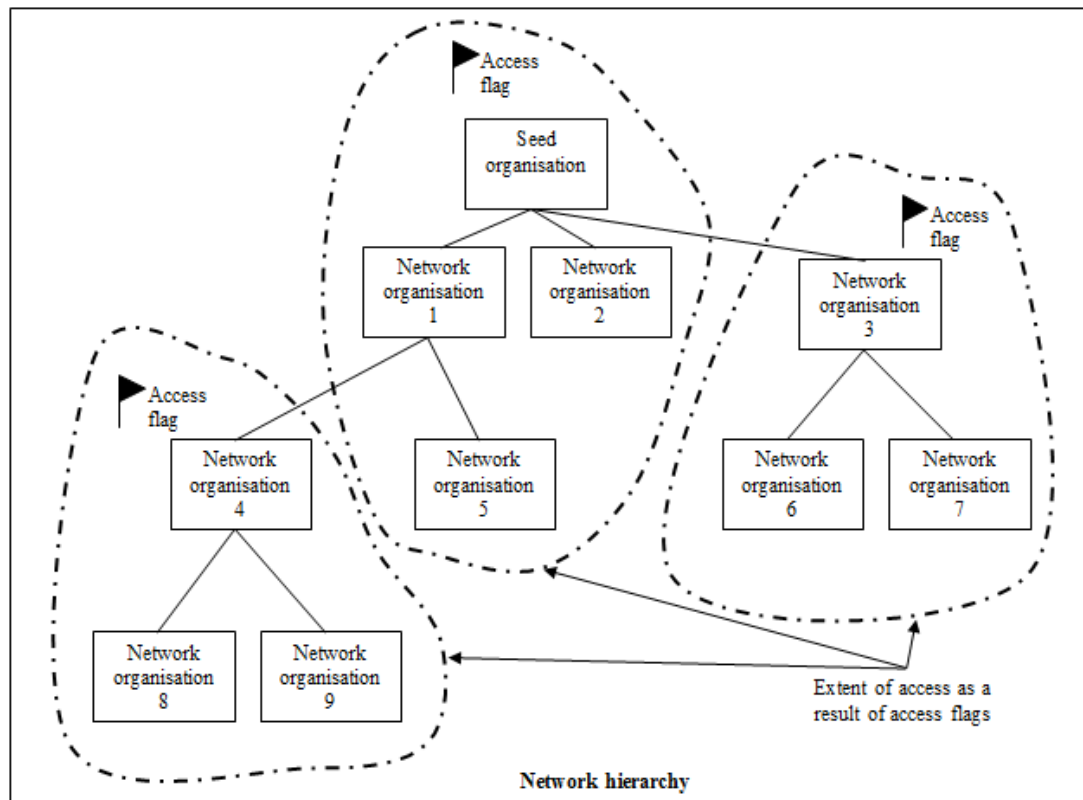 Access
flag
Seed
organisation
Access
flag
Network
organisation
1
Network
organisation
2
Network
organisation
3
Access
flag
Network
organisation
4
Network
organisation
5
Network
organisation
6
Network
organisation
7
Network
organisation
8
Network
organisation
9
Extent of access as a
result of access flags
Network hierarchy